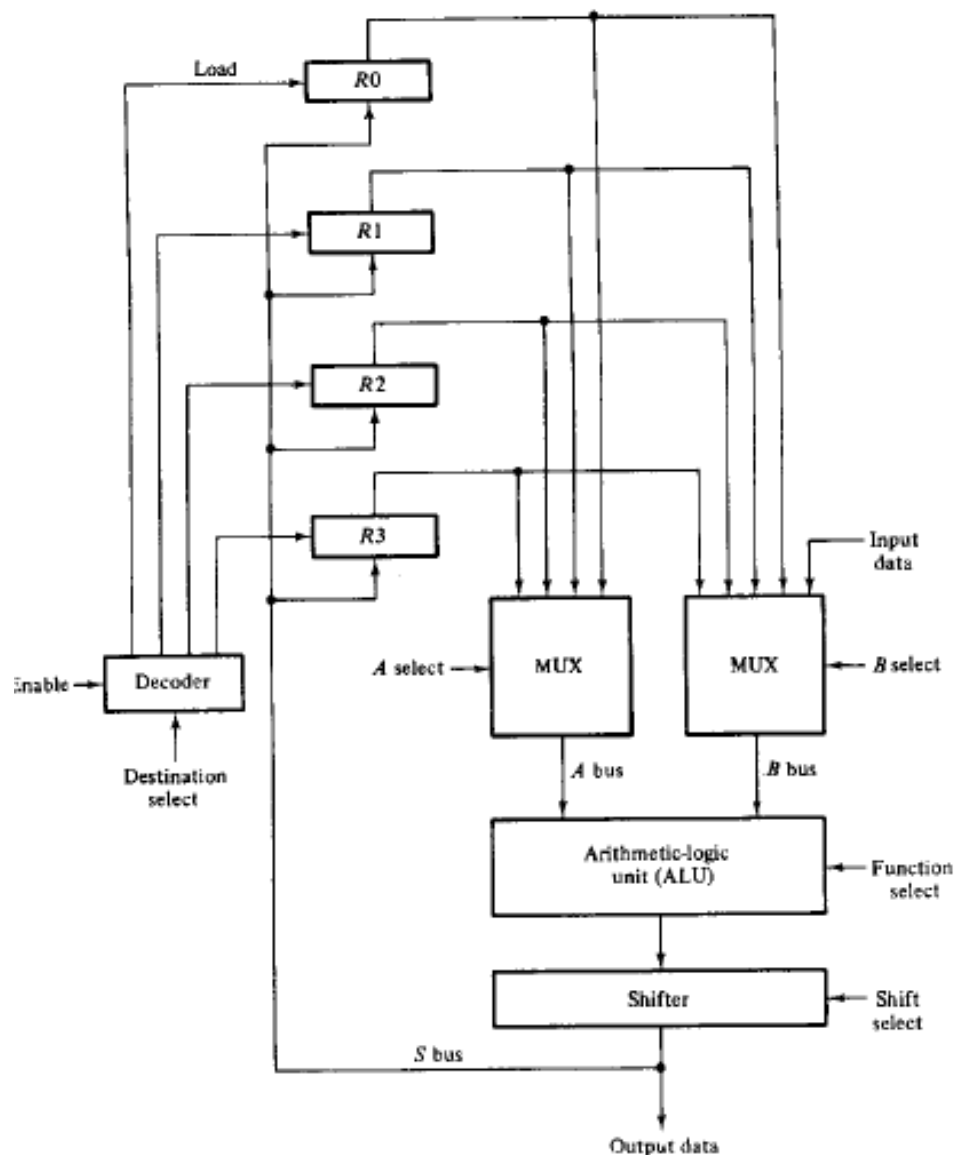 Load
R0
R1
R2
R3
Input
data
A select
MUX
MUX
B select
Enable
Decoder
Destination
select
A bus
B bus
Arithmetic-logic
unit (ALU)
Function
select
Shifter
Shift
select
S bus
Output data